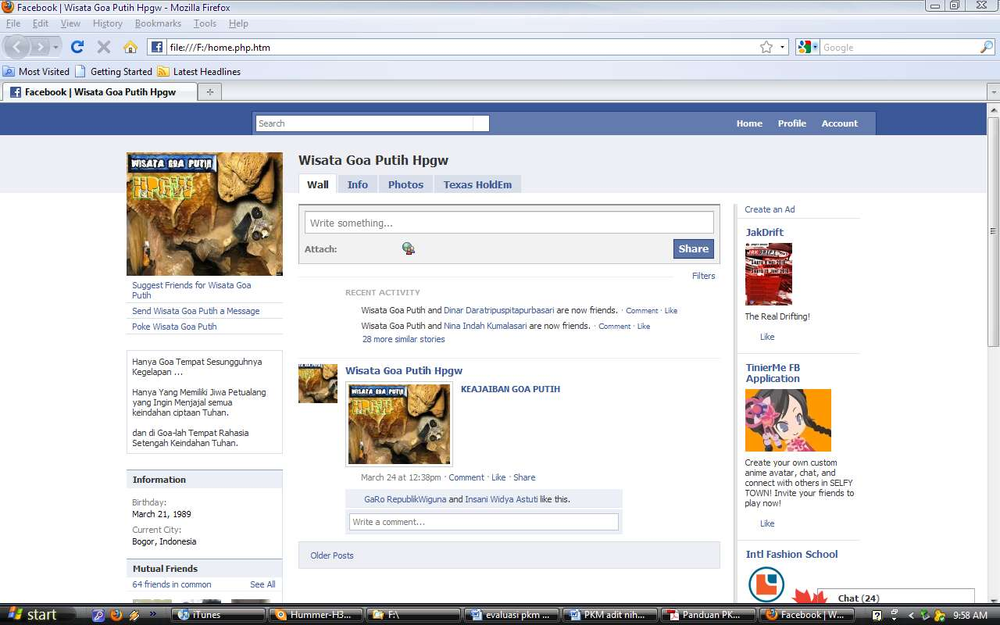 Facebook | Wisata Goa Putih Hpgw - Mozilla Firefox
File Edit View History Bookmarks Tools Help
file:///F:/home.php.htm
Google
Most Visited Getting Started Latest Headlines
Facebook | Wisata Goa Putih Hpgw
Search
Home Profile Account
WISATA GOA PUTIH
HPGW
Suggest Friends for Wisata Goa
Putih
Send Wisata Goa Putih a Message
Poke Wisata Goa Putih
Hanya Goa Tempat Sesungguhnya
Kegelapan ...
Hanya Yang Memiliki Jiwa Petualang
yang Ingin Menjajal semua
keindahan ciptaan Tuhan.
dan di Goa-lah Tempat Rahasia
Setengah Keindahan Tuhan.
Information
Birthday:
March 21, 1989
Current City:
Bogor, Indonesia
Mutual Friends
64 friends in common See All
Wisata Goa Putih Hpgw
Wall Info Photos Texas HoldEm
Write something...
Attach:
Share
Filters
RECENT ACTIVITY
Wisata Goa Putih and Dinar Daratripuspitapurbasari are now friends. · Comment · Like
Wisata Goa Putih and Nina Indah Kumalasari are now friends. · Comment · Like
28 more similar stories
Wisata Goa Putih Hpgw
WISATA GOA PUTIH
HPGW
KEAJAIBAN GOA PUTIH
March 24 at 12:38pm · Comment · Like · Share
GaRo RepublikWiguna and Insani Widya Astuti like this.
Write a comment...
Older Posts
Create an Ad
JakDrift
JAKDRIFT
The Real Drifting!
Like
TinierMe FB
Application
Create your own custom
anime avatar, chat, and
connect with others in SELFY
TOWN! Invite your friends to
play now!
Like
Intl Fashion School
Chat (24)
start
iTunes
Hummer-H3...
F:\
evaluasi pkm ...
PKM adit nih...
Panduan PK...
Facebook | W...
9:58 AM